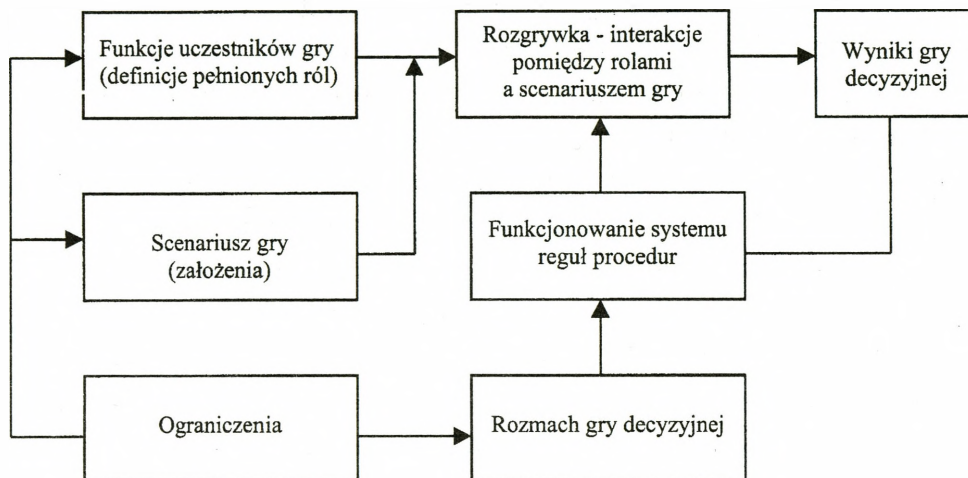 Funkcje uczestników gry
(definicje pełnionych ról)
Rozgrywka - interakcje
pomiędzy rolami
a scenariuszem gry
Wyniki gry
decyzyjnej
Scenariusz gry
(założenia)
Funkcjonowanie systemu
reguł procedur
Ograniczenia
Rozmach gry decyzyjnej